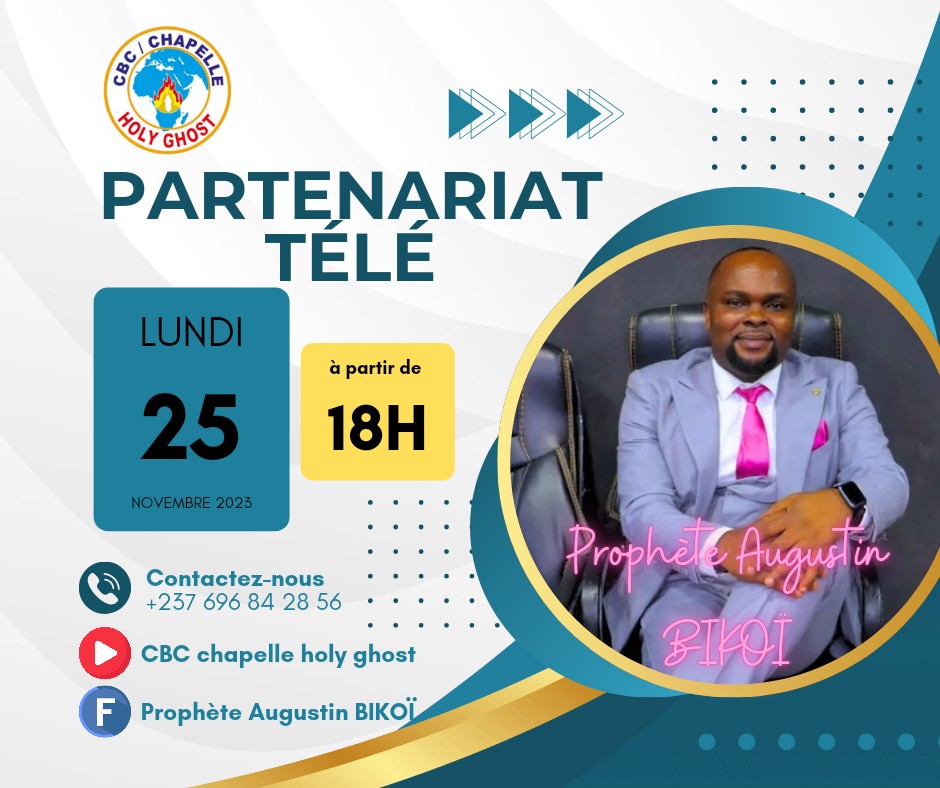 CBC / CHAPELLE
HOLY GHOST
PARTENARIAT
TÉLÉ
LUNDI
25
NOVEMBRE 2023
à partir de
18H
Prophète Augustin
BIKOÏ
Contactez-nous
+237 696 84 28 56
CBC chapelle holy ghost
F
Prophète Augustin BIKOÏ